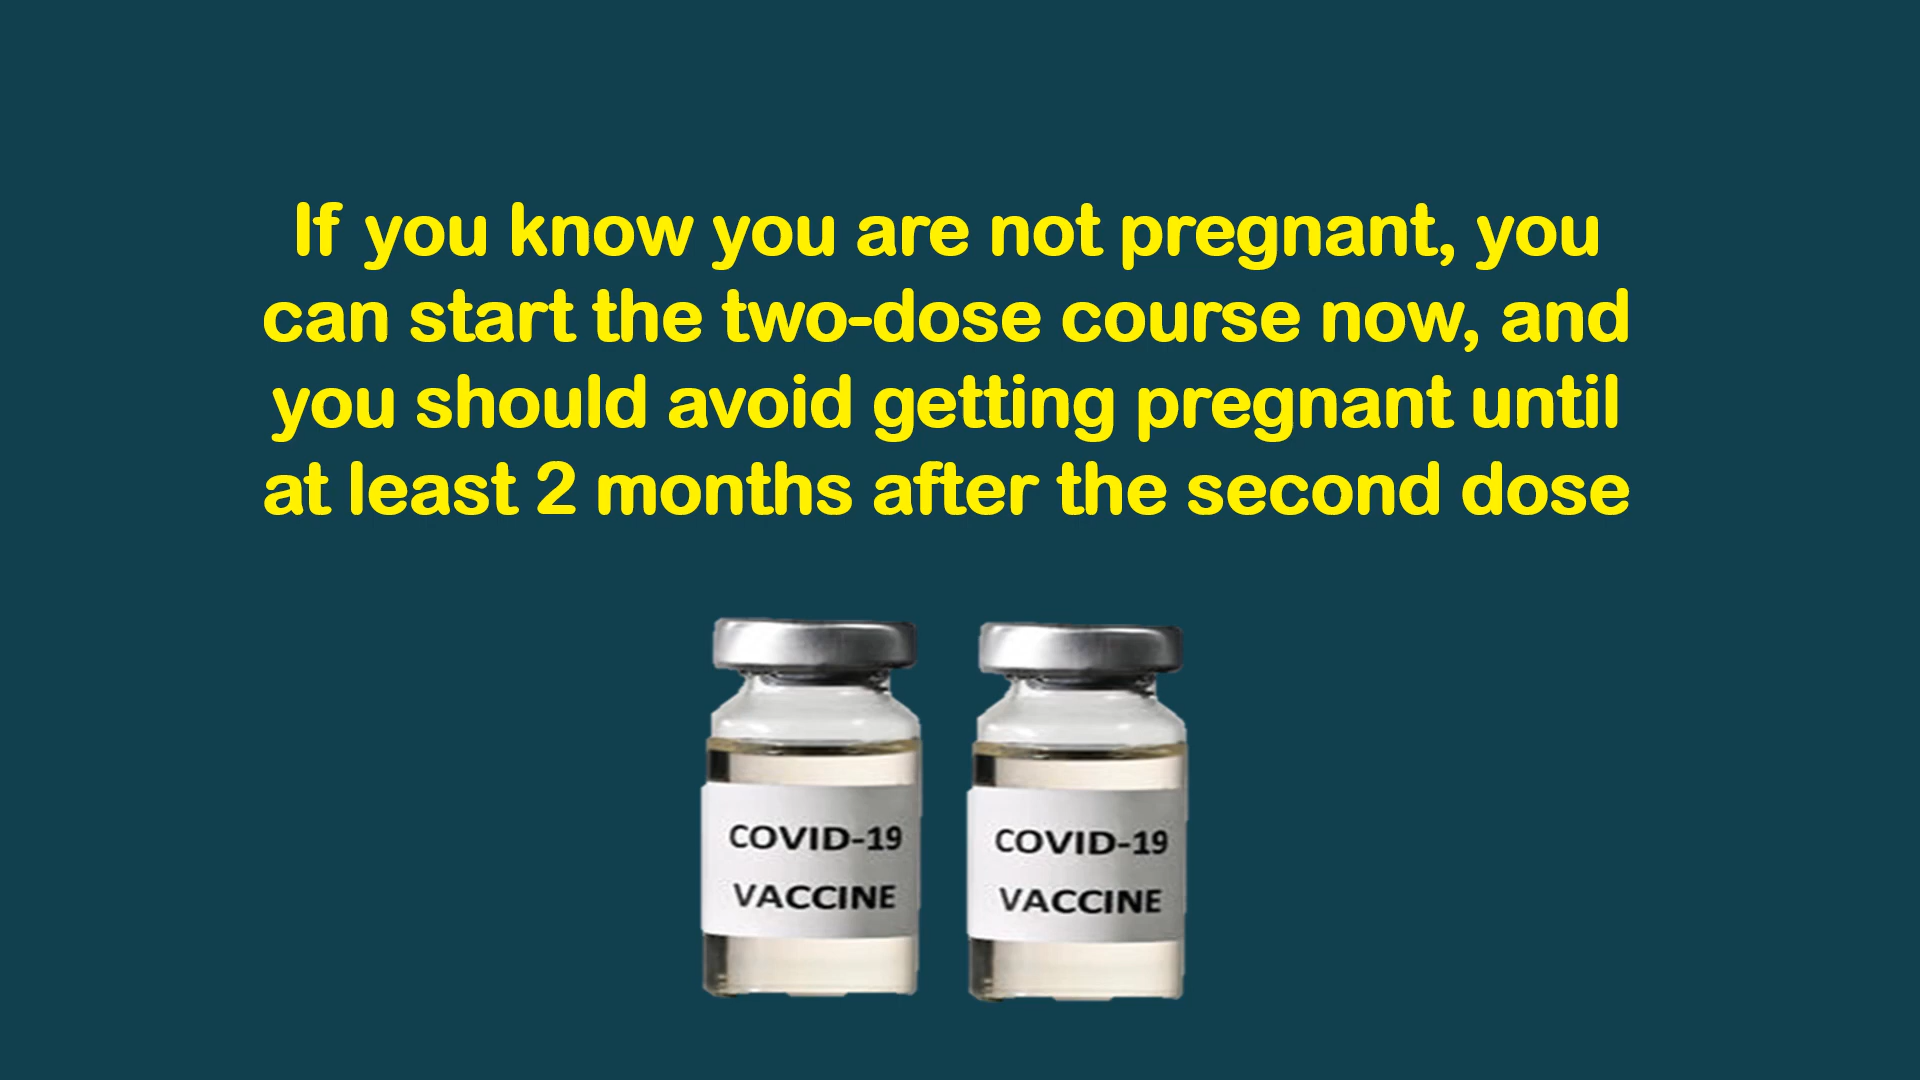 If you know you are not pregnant, you
can start the two-dose course now, and
you should avoid getting pregnant until
at least 2 months after the second dose
COVID-19
VACCINE
COVID-19
VACCINE